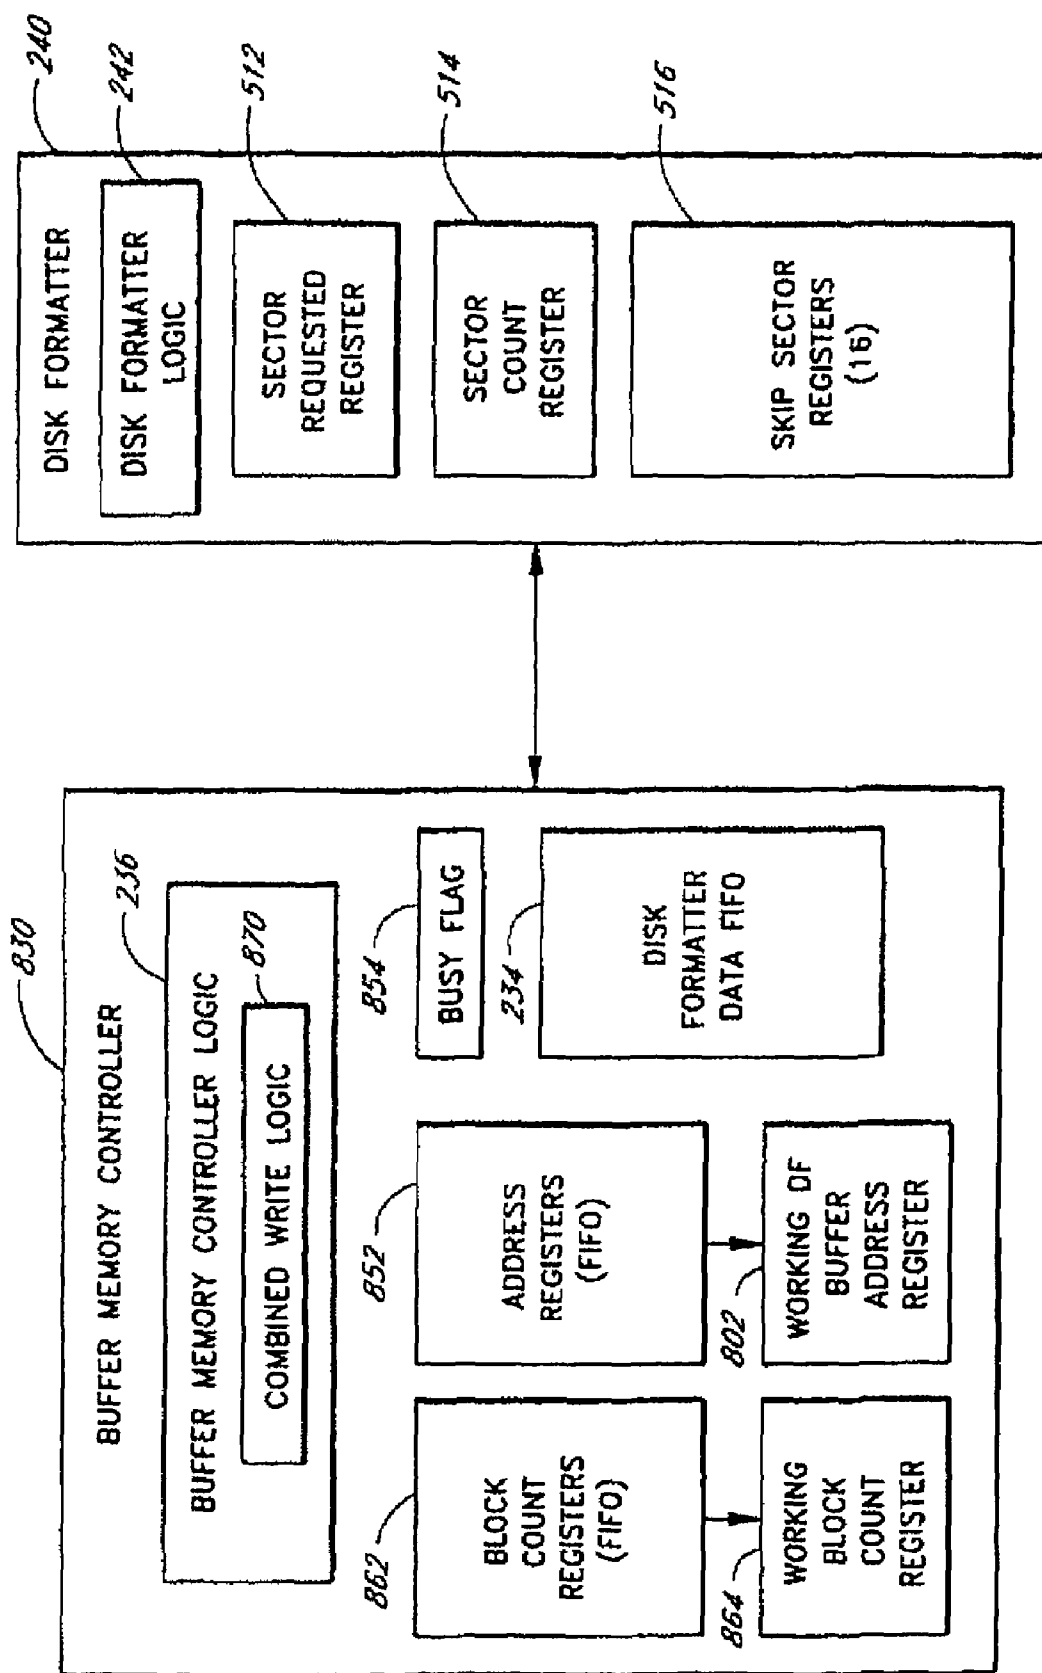 830
BUFFER MEMORY CONTROLLER
236
BUFFER MEMORY CONTROLLER LOGIC
870
COMBINED WRITE LOGIC
862
BLOCK
COUNT
REGISTERS
(FIFO)
852
ADDRESS
REGISTERS
(FIFO)
854
BUSY FLAG
234
DISK
FORMATTER
DATA FIFO
864
WORKING
BLOCK
COUNT
REGISTER
802
WORKING DF
BUFFER
ADDRESS
REGISTER
240
DISK FORMATTER
242
DISK FORMATTER
LOGIC
512
SECTOR
REQUESTED
REGISTER
514
SECTOR
COUNT
REGISTER
516
SKIP SECTOR
REGISTERS
(16)